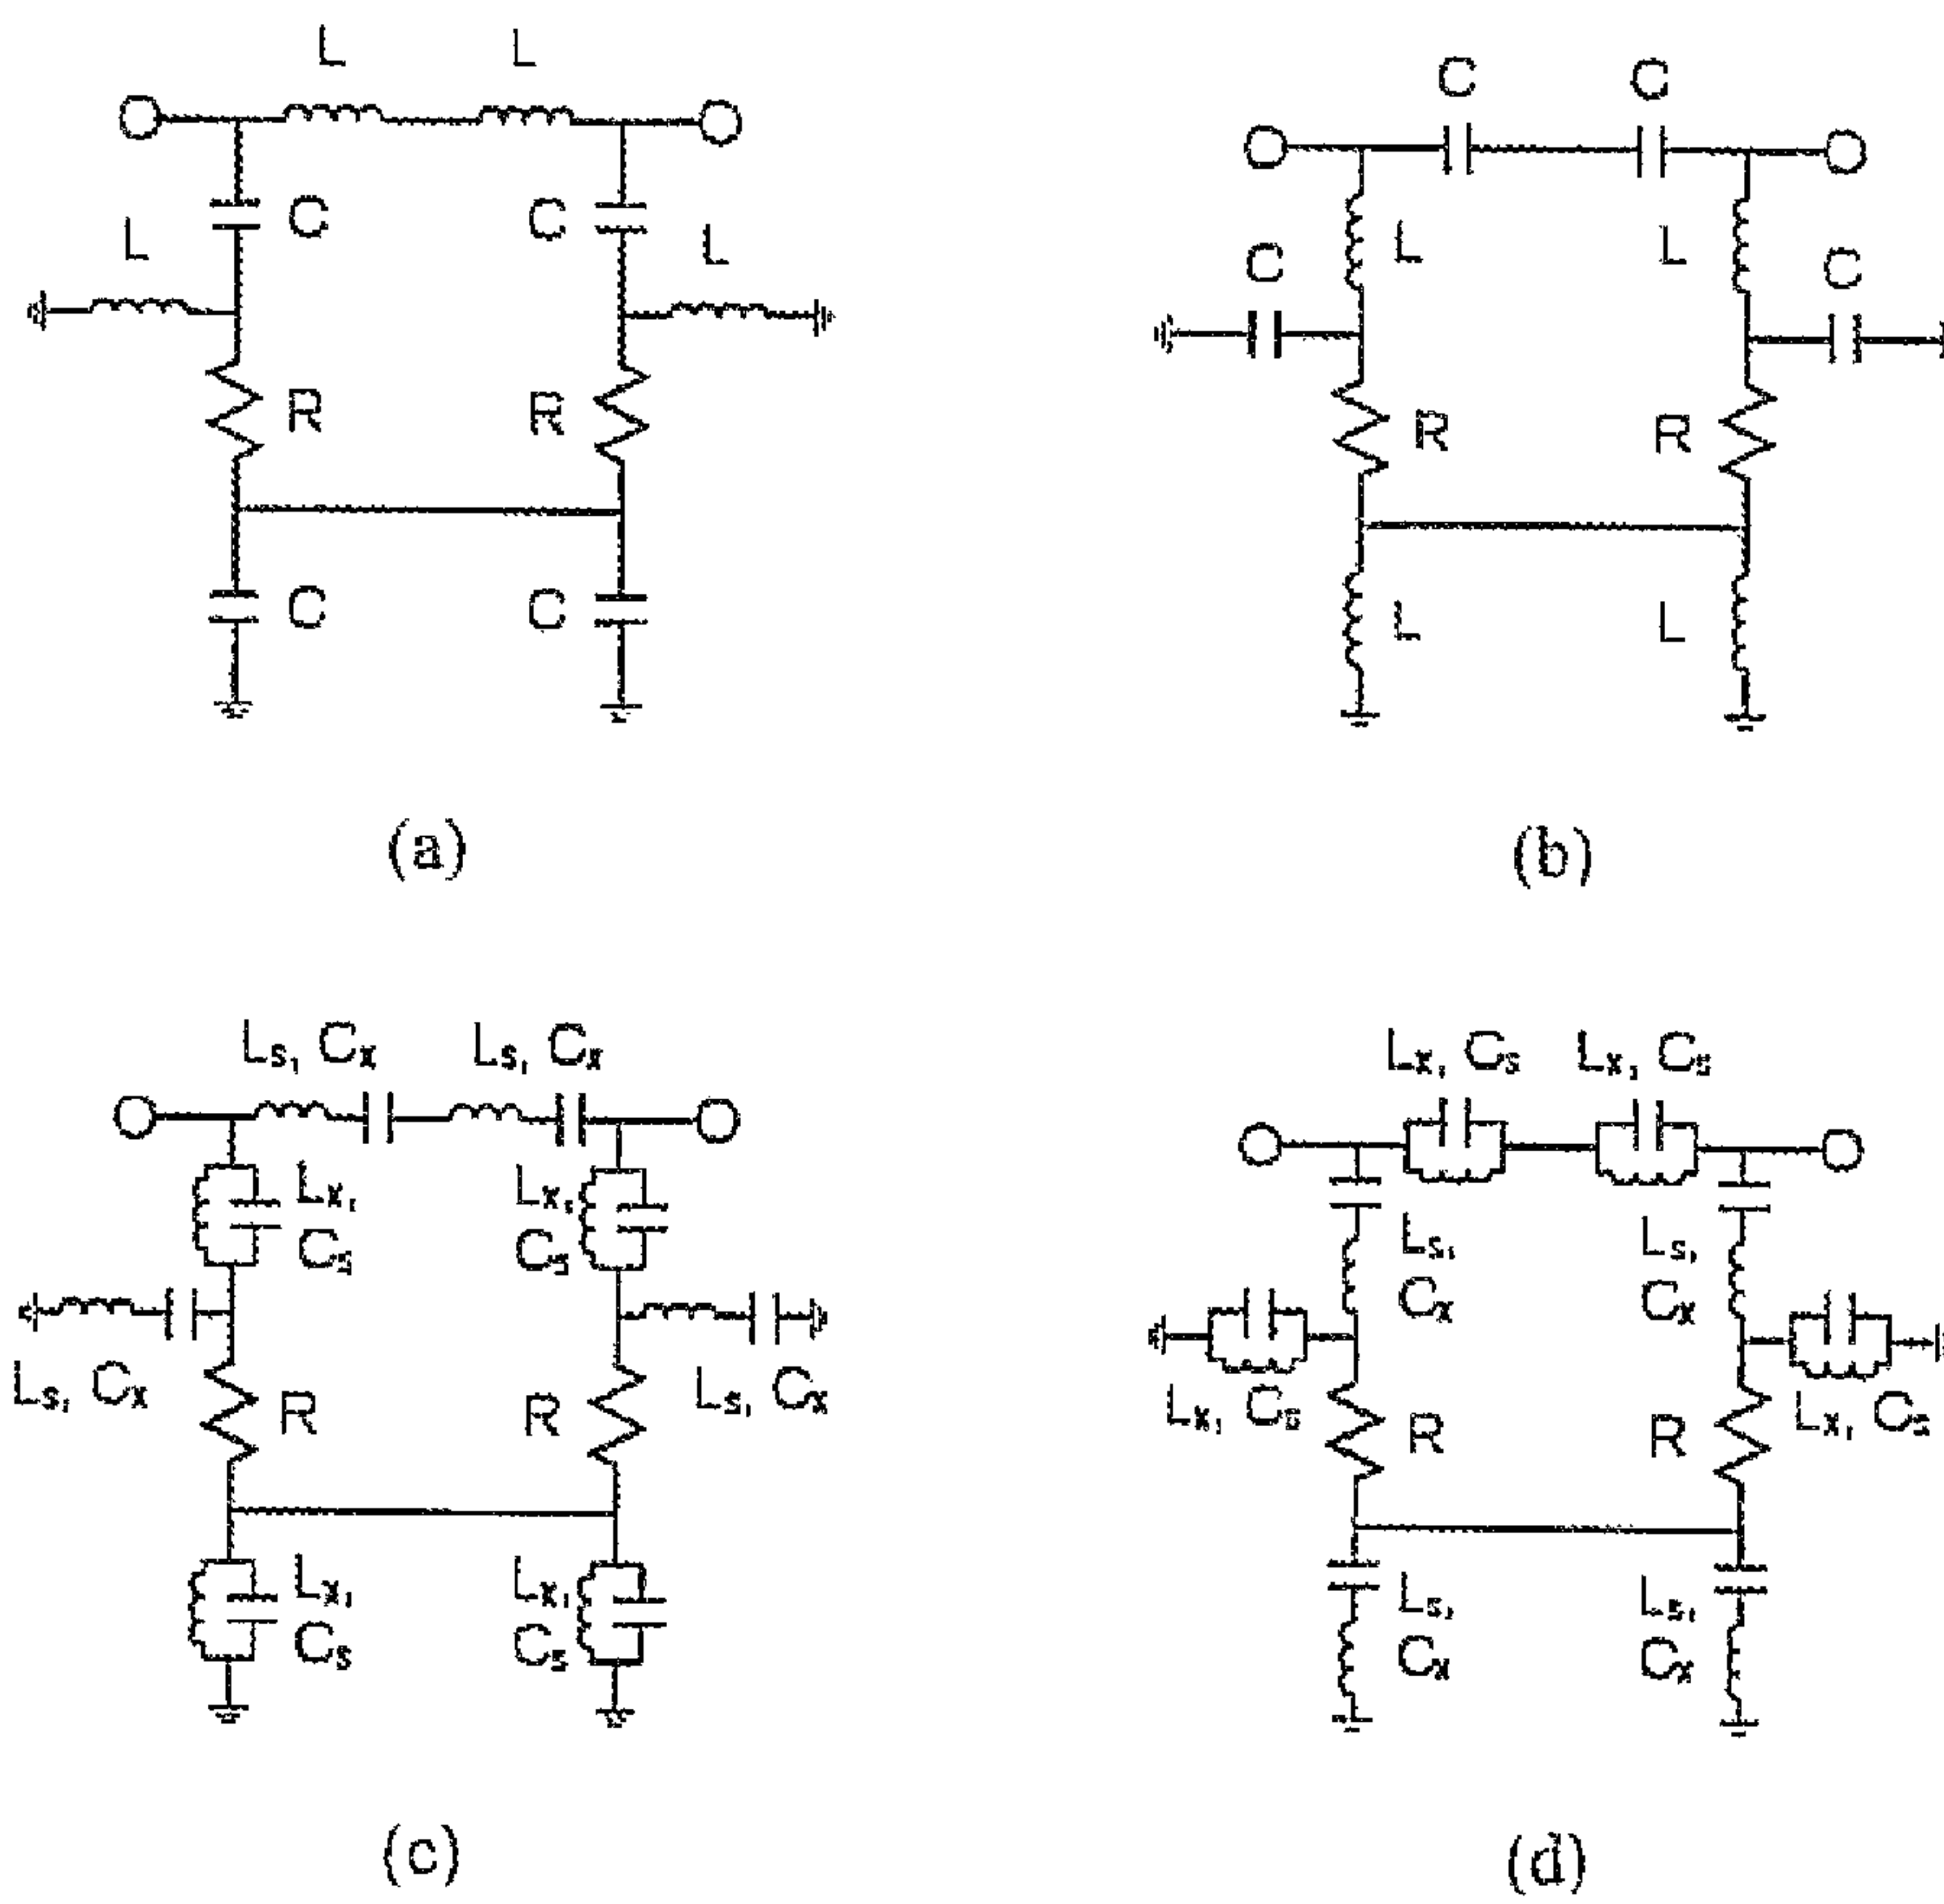 L L
C C
L L
R R
C C
(a)
C C
L L
C C
R R
L L
(b)
Ls, Cx Ls, Cx
Lx, Lx,
Cs Cs
Ls, Cx Ls, Cx
R R
Lx, Lx,
Cs Cs
(c)
Lx, Cs Lx, Cs
Ls, Ls,
Cx Cx
Lx, Cs Lx, Cs
R R
Ls, Ls,
Cx Cx
(d)